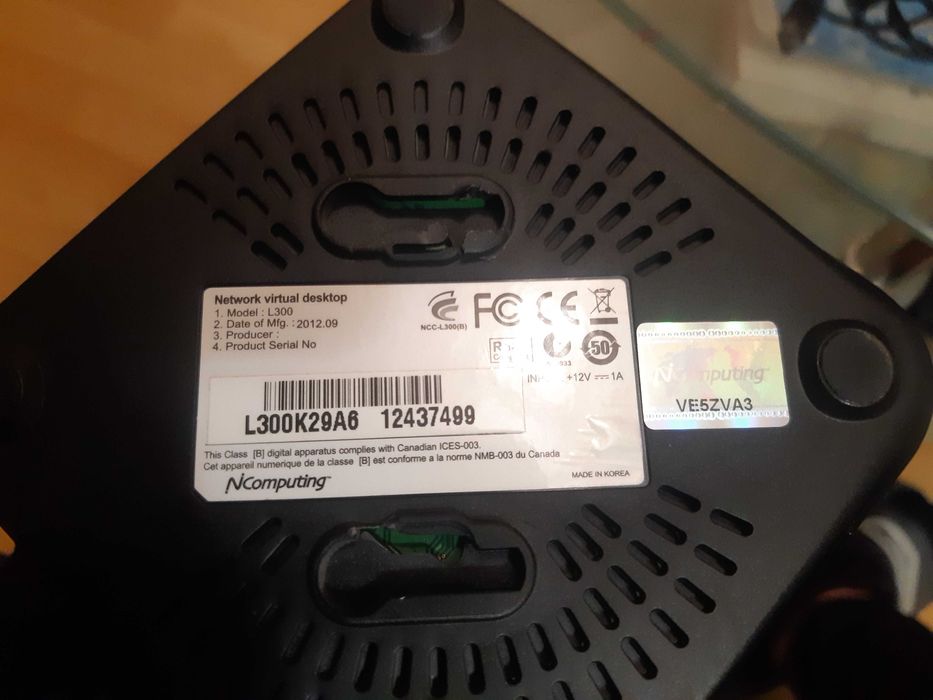 Network virtual desktop
1. Model : L300
2. Date of Mfg. : 2012.09
3. Producer :
4. Product Serial No
NCC-L300(B)
FC CE
50
+12V 1A
L300K29A6 12437499
This Class [B] digital apparatus complies with Canadian ICES-003.
Cet appareil numerique de la classe [B] est conforme a la norme NMB-003 du Canada
NComputing™
MADE IN KOREA
NComputing
VE5ZVA3